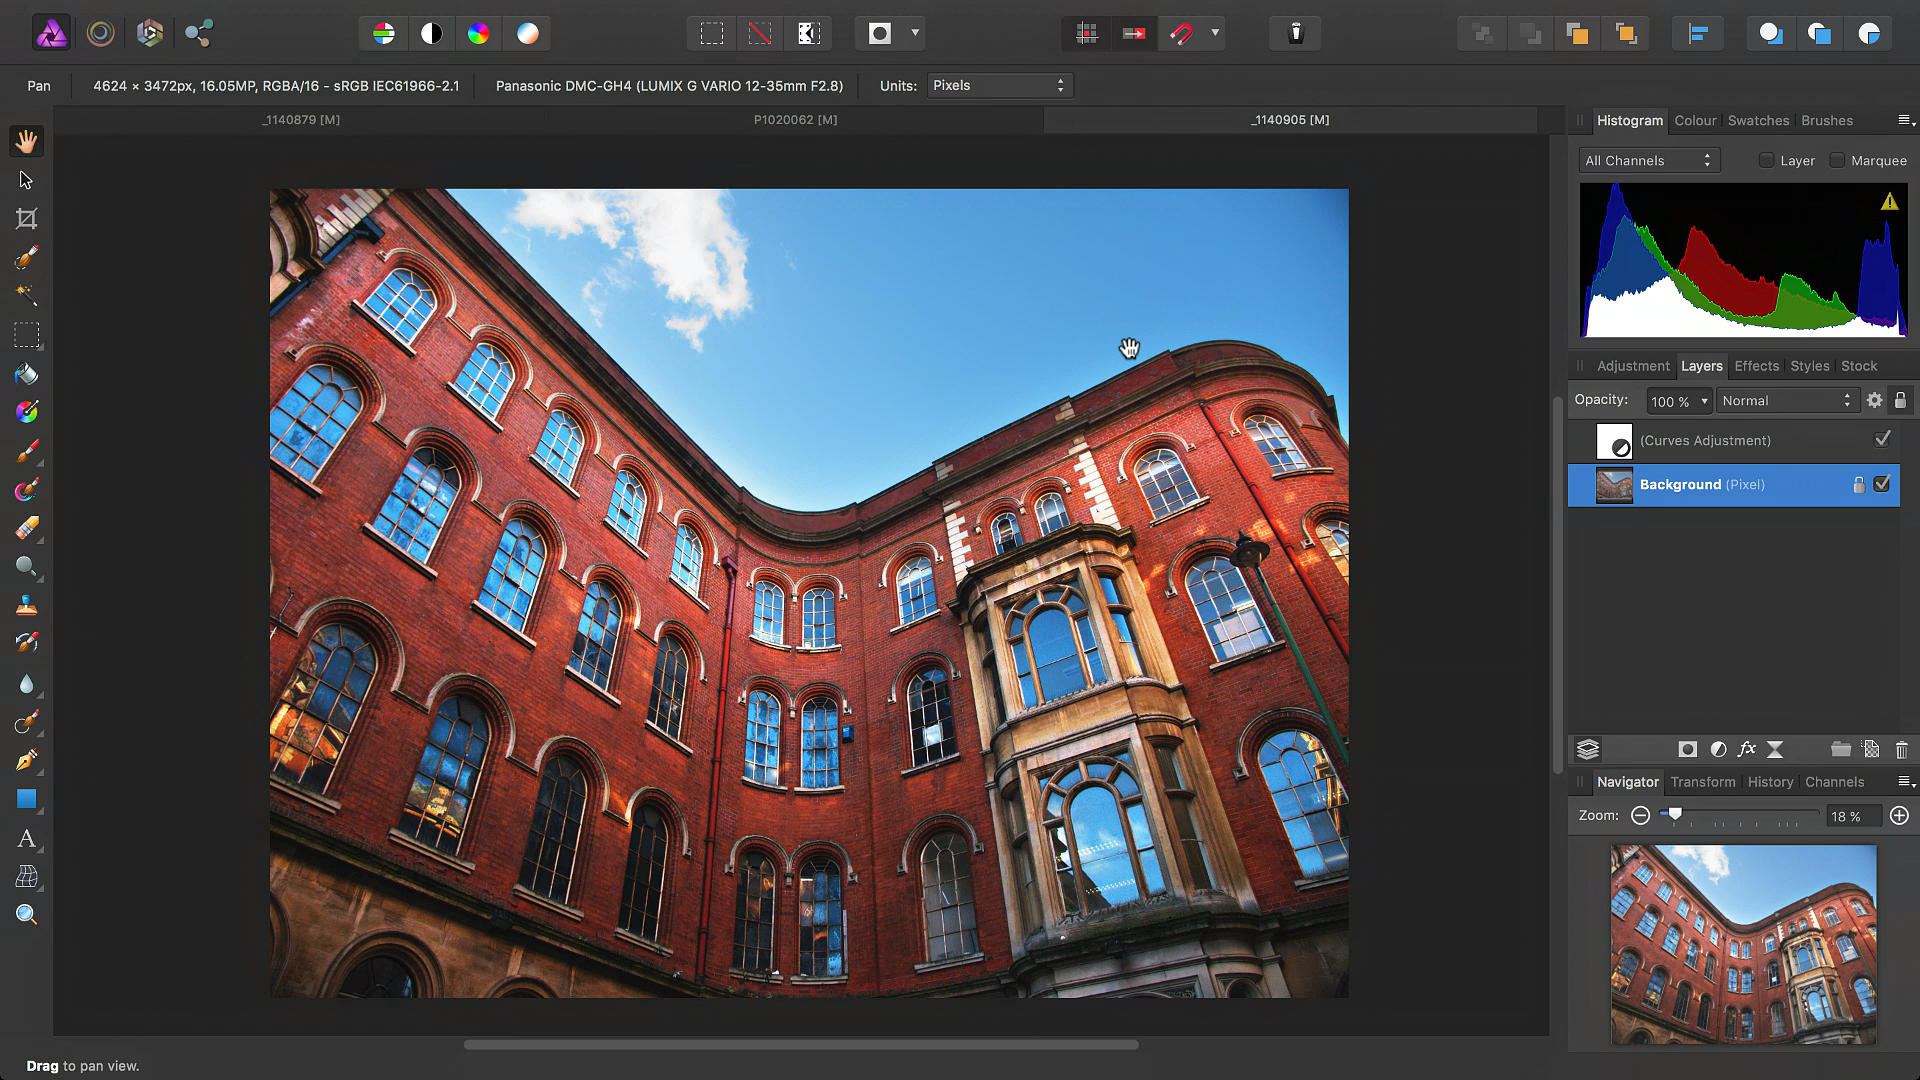 Pan
4624 × 3472px, 16.05MP, RGBA/16 - sRGB IEC61966-2.1
Panasonic DMC-GH4 (LUMIX G VARIO 12-35mm F2.8)
Units:
Pixels
_1140879 [M]
P1020062 [M]
_1140905 [M]
Histogram
Colour
Swatches
Brushes
All Channels
Layer
Marquee
Adjustment
Layers
Effects
Styles
Stock
Opacity:
100 %
Normal
(Curves Adjustment)
Background (Pixel)
fx
Navigator
Transform
History
Channels
Zoom:
18 %
A
Drag to pan view.